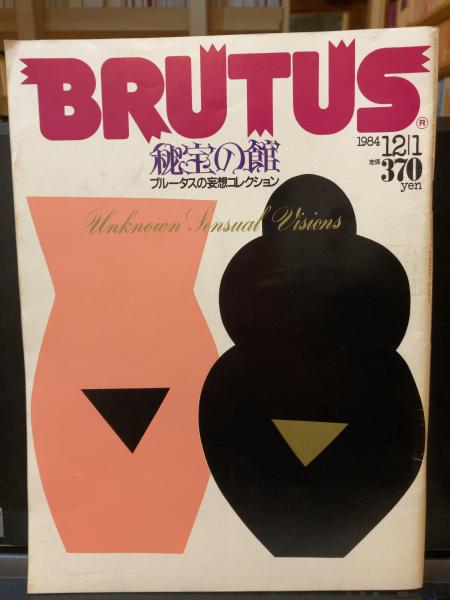 BRUTUS
®
1984 12|1
定価 370 yen
秘室の館
ブルータスの妄想コレクション
Unknown Sensual Visions